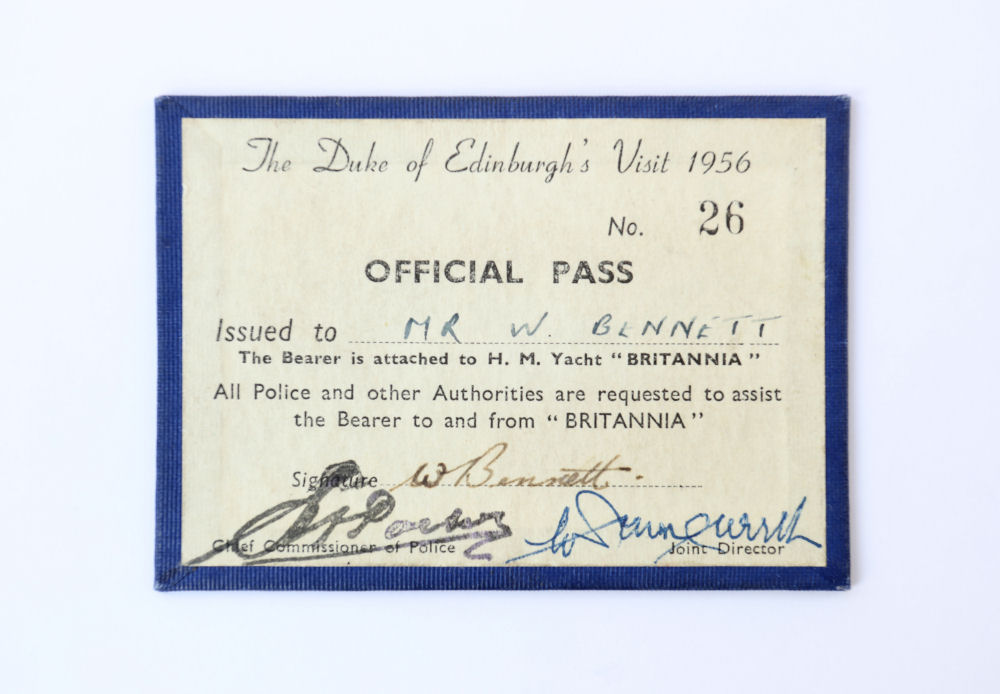 The Duke of Edinburgh's Visit 1956
No. 26
OFFICIAL PASS
Issued to MR W. BENNETT
The Bearer is attached to H. M. Yacht "BRITANNIA"
All Police and other Authorities are requested to assist
the Bearer to and from "BRITANNIA"
Signature W Bennett.
Chief Commissioner of Police
Joint Director